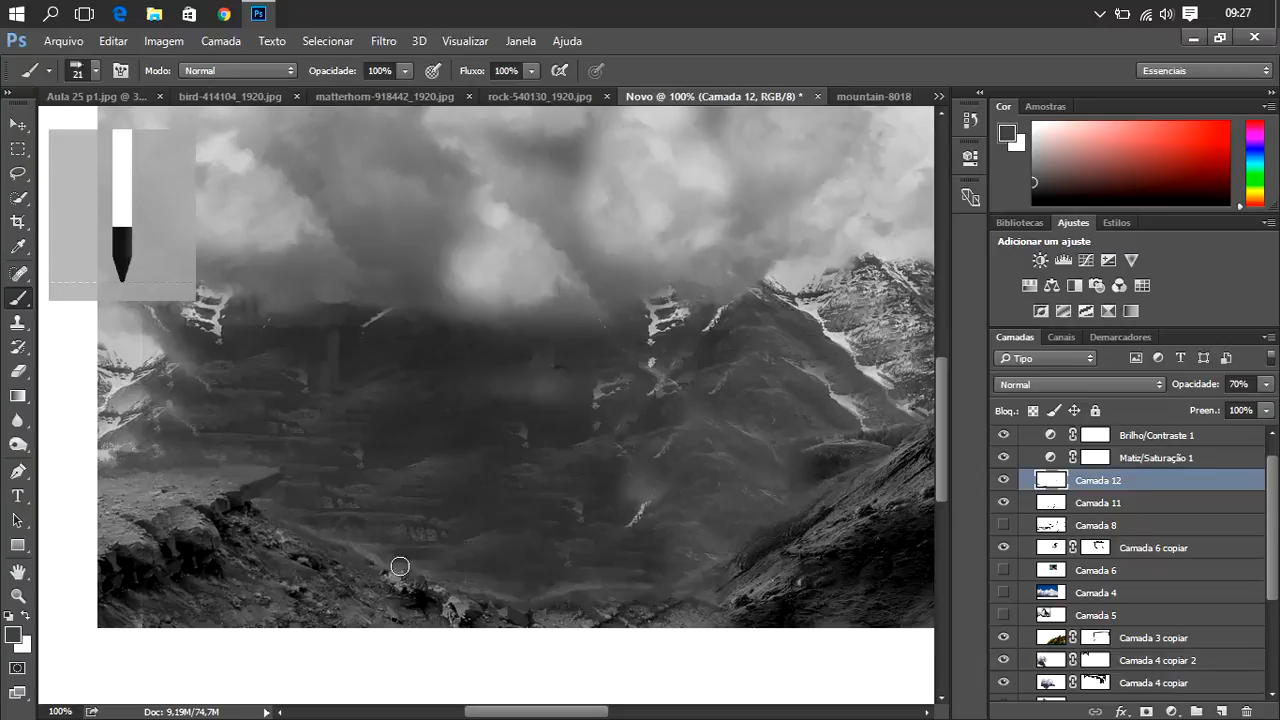 09:27
Ps Arquivo Editar Imagem Camada Texto Selecionar Filtro 3D Visualizar Janela Ajuda
21 Modo: Normal Opacidade: 100% Fluxo: 100% Essenciais
Aula 25 p1.jpg @ 3... × bird-414104_1920.jpg × matterhorn-918442_1920.jpg × rock-540130_1920.jpg × Novo @ 100% (Camada 12, RGB/8) * × mountain-8018
Cor Amostras
Bibliotecas Ajustes Estilos
Adicionar um ajuste
Camadas Canais Demarcadores
Tipo
Normal Opacidade: 70%
Bloq.: Preen.: 100%
Brilho/Contraste 1
Matiz/Saturação 1
Camada 12
Camada 11
Camada 8
Camada 6 copiar
Camada 6
Camada 4
Camada 5
Camada 3 copiar
Camada 4 copiar 2
Camada 4 copiar
100% Doc: 9,19M/74,7M